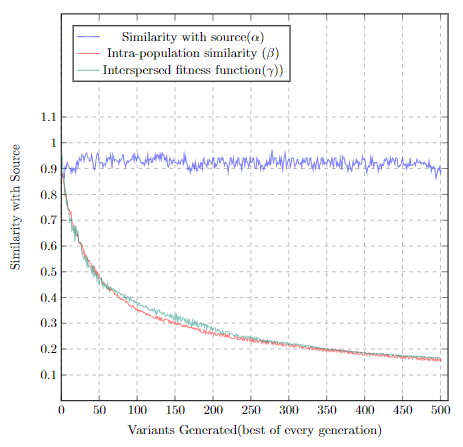 Similarity with source(α)
Intra-population similarity (β)
Interspersed fitness function(γ))
1.1
1
0.9
0.8
0.7
0.6
0.5
0.4
0.3
0.2
0.1
Similarity with Source
0 50 100 150 200 250 300 350 400 450 500
Variants Generated(best of every generation)